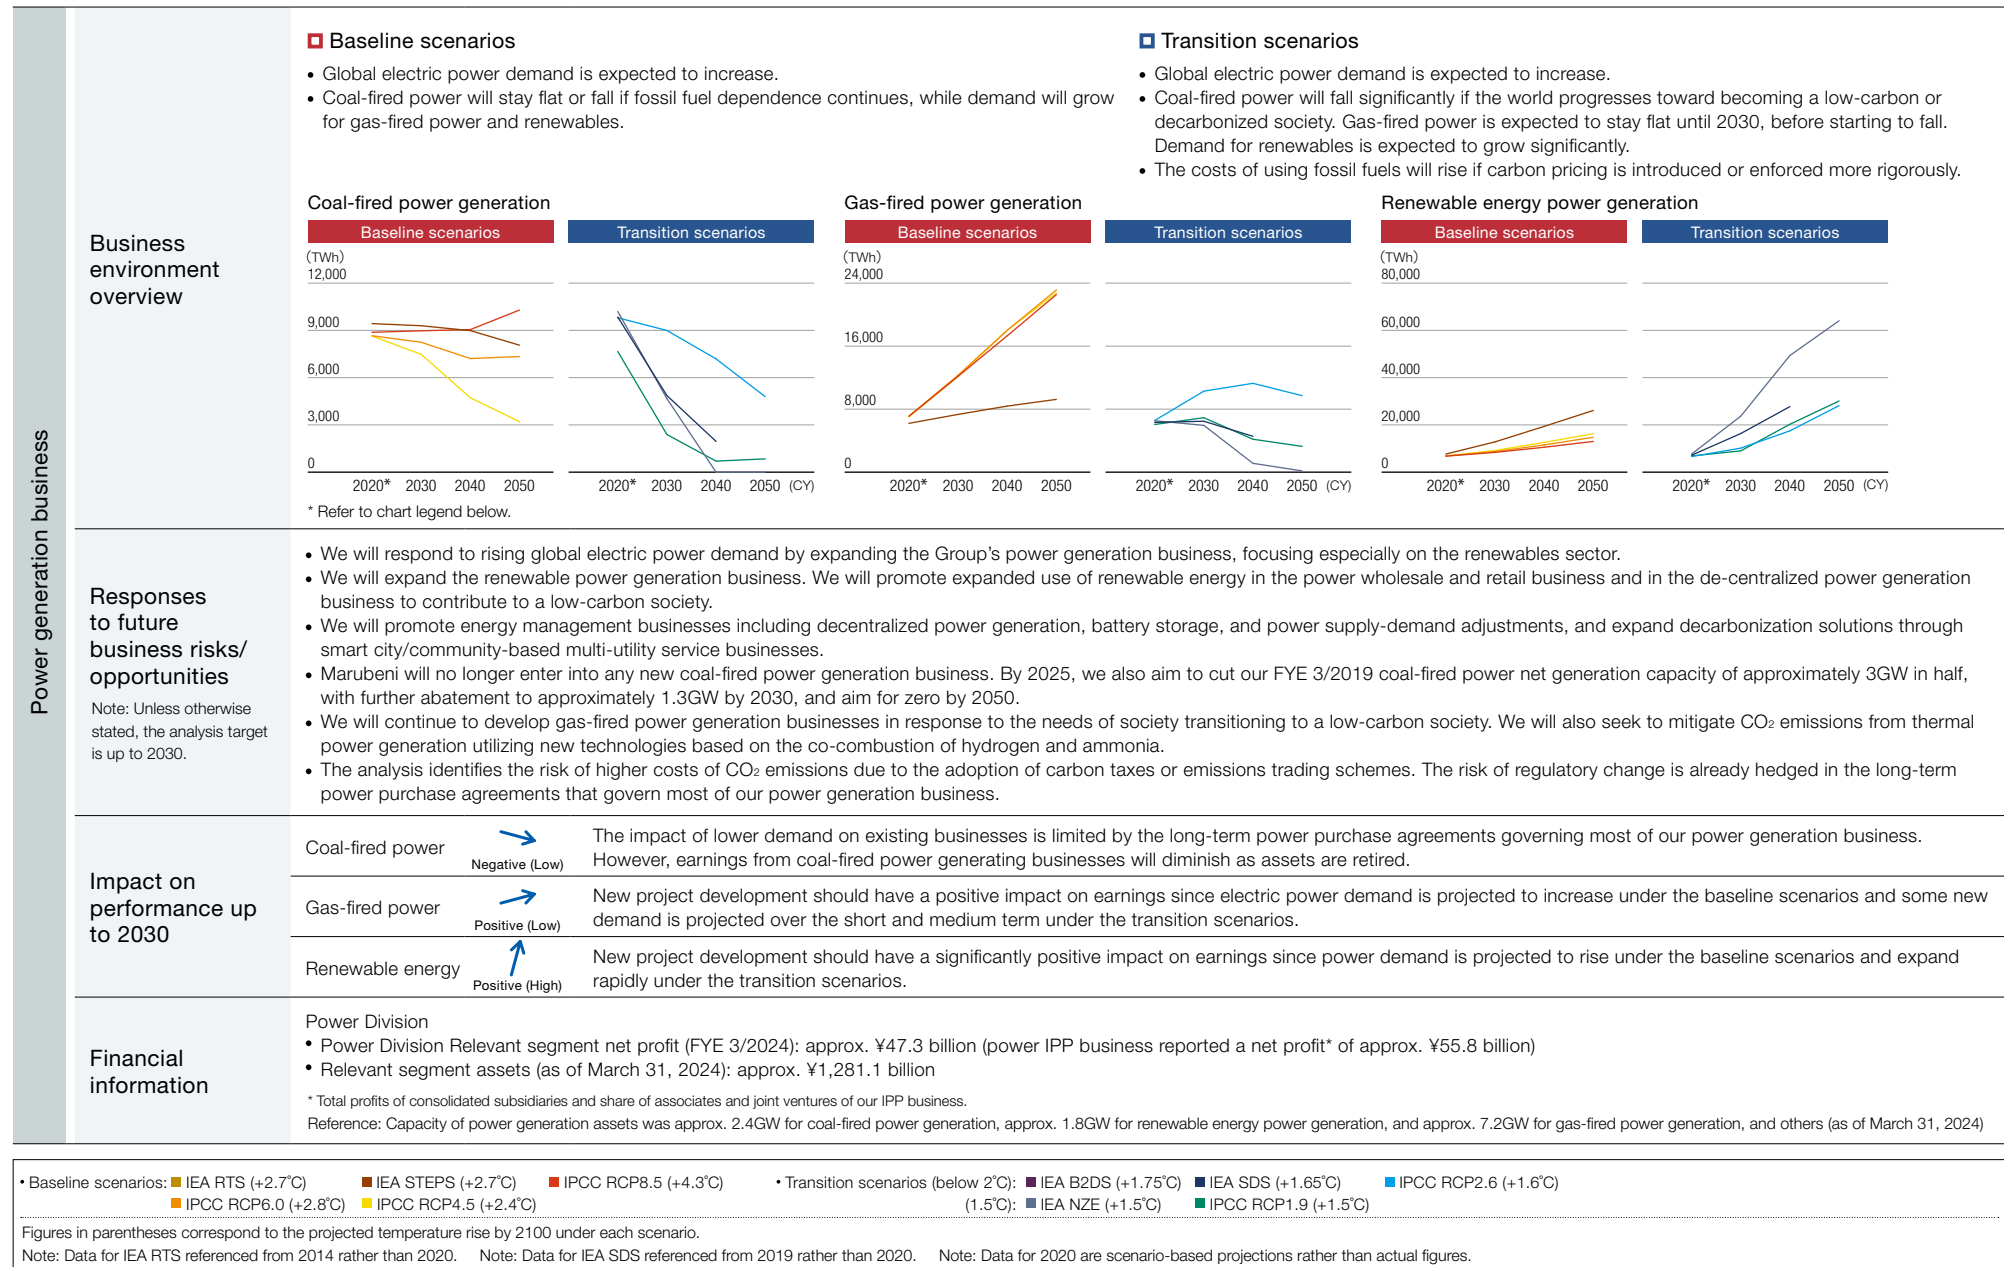 Power generation business
Business
environment
overview
Baseline scenarios
• Global electric power demand is expected to increase.
• Coal-fired power will stay flat or fall if fossil fuel dependence continues, while demand will grow
for gas-fired power and renewables.
Transition scenarios
• Global electric power demand is expected to increase.
• Coal-fired power will fall significantly if the world progresses toward becoming a low-carbon or
decarbonized society. Gas-fired power is expected to stay flat until 2030, before starting to fall.
Demand for renewables is expected to grow significantly.
• The costs of using fossil fuels will rise if carbon pricing is introduced or enforced more rigorously.
Coal-fired power generation
Baseline scenarios
Transition scenarios
(TWh)
12,000
9,000
6,000
3,000
0
2020* 2030 2040 2050
2020* 2030 2040 2050 (CY)
* Refer to chart legend below.
Gas-fired power generation
Baseline scenarios
Transition scenarios
(TWh)
24,000
16,000
8,000
0
2020* 2030 2040 2050
2020* 2030 2040 2050 (CY)
Renewable energy power generation
Baseline scenarios
Transition scenarios
(TWh)
80,000
60,000
40,000
20,000
0
2020* 2030 2040 2050
2020* 2030 2040 2050 (CY)
Responses
to future
business risks/
opportunities
Note: Unless otherwise
stated, the analysis target
is up to 2030.
• We will respond to rising global electric power demand by expanding the Group's power generation business, focusing especially on the renewables sector.
• We will expand the renewable power generation business. We will promote expanded use of renewable energy in the power wholesale and retail business and in the de-centralized power generation
business to contribute to a low-carbon society.
• We will promote energy management businesses including decentralized power generation, battery storage, and power supply-demand adjustments, and expand decarbonization solutions through
smart city/community-based multi-utility service businesses.
• Marubeni will no longer enter into any new coal-fired power generation business. By 2025, we also aim to cut our FYE 3/2019 coal-fired power net generation capacity of approximately 3GW in half,
with further abatement to approximately 1.3GW by 2030, and aim for zero by 2050.
• We will continue to develop gas-fired power generation businesses in response to the needs of society transitioning to a low-carbon society. We will also seek to mitigate CO₂ emissions from thermal
power generation utilizing new technologies based on the co-combustion of hydrogen and ammonia.
• The analysis identifies the risk of higher costs of CO₂ emissions due to the adoption of carbon taxes or emissions trading schemes. The risk of regulatory change is already hedged in the long-term
power purchase agreements that govern most of our power generation business.
Impact on
performance up
to 2030
Coal-fired power
Negative (Low)
The impact of lower demand on existing businesses is limited by the long-term power purchase agreements governing most of our power generation business.
However, earnings from coal-fired power generating businesses will diminish as assets are retired.
Gas-fired power
Positive (Low)
New project development should have a positive impact on earnings since electric power demand is projected to increase under the baseline scenarios and some new
demand is projected over the short and medium term under the transition scenarios.
Renewable energy
Positive (High)
New project development should have a significantly positive impact on earnings since power demand is projected to rise under the baseline scenarios and expand
rapidly under the transition scenarios.
Financial
information
Power Division
• Power Division Relevant segment net profit (FYE 3/2024): approx. ¥47.3 billion (power IPP business reported a net profit* of approx. ¥55.8 billion)
• Relevant segment assets (as of March 31, 2024): approx. ¥1,281.1 billion
* Total profits of consolidated subsidiaries and share of associates and joint ventures of our IPP business.
Reference: Capacity of power generation assets was approx. 2.4GW for coal-fired power generation, approx. 1.8GW for renewable energy power generation, and approx. 7.2GW for gas-fired power generation, and others (as of March 31, 2024)
• Baseline scenarios: IEA RTS (+2.7˚C) IEA STEPS (+2.7˚C) IPCC RCP8.5 (+4.3˚C)
IPCC RCP6.0 (+2.8˚C) IPCC RCP4.5 (+2.4˚C)
• Transition scenarios (below 2˚C): IEA B2DS (+1.75˚C) IEA SDS (+1.65˚C) IPCC RCP2.6 (+1.6˚C)
(1.5˚C): IEA NZE (+1.5˚C) IPCC RCP1.9 (+1.5˚C)
Figures in parentheses correspond to the projected temperature rise by 2100 under each scenario.
Note: Data for IEA RTS referenced from 2014 rather than 2020. Note: Data for IEA SDS referenced from 2019 rather than 2020. Note: Data for 2020 are scenario-based projections rather than actual figures.